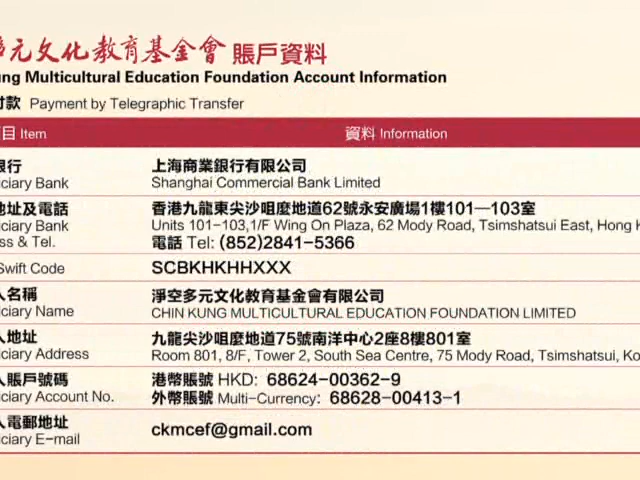 元文化教育基金會 賬戶資料
ung Multicultural Education Foundation Account Information
付款 Payment by Telegraphic Transfer
目 Item 資料 Information
銀行 上海商業銀行有限公司
ficiary Bank Shanghai Commercial Bank Limited
地址及電話 香港九龍東尖沙咀麼地道62號永安廣場1樓101—103室
ficiary Bank Units 101-103,1/F Wing On Plaza, 62 Mody Road, Tsimshatsui East, Hong K
ss & Tel. 電話 Tel: (852)2841-5366
Swift Code SCBKHKHHXXX
人名稱 淨空多元文化教育基金會有限公司
ficiary Name CHIN KUNG MULTICULTURAL EDUCATION FOUNDATION LIMITED
人地址 九龍尖沙咀麼地道75號南洋中心2座8樓801室
ficiary Address Room 801, 8/F, Tower 2, South Sea Centre, 75 Mody Road, Tsimshatsui, Ko
人賬戶號碼 港幣賬號 HKD: 68624-00362-9
ficiary Account No. 外幣賬號 Multi-Currency: 68628-00413-1
人電郵地址 ckmcef@gmail.com
ficiary E-mail